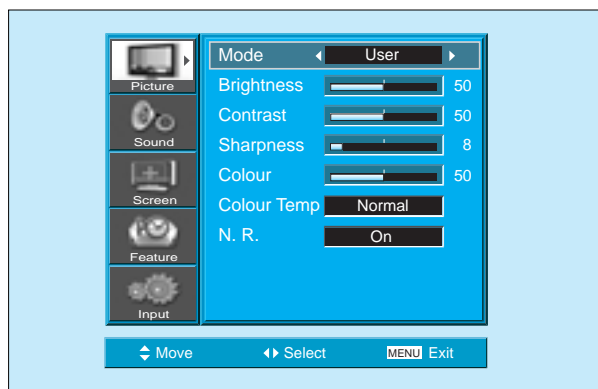 Picture
Sound
Screen
Feature
Input
Mode User
Brightness 50
Contrast 50
Sharpness 8
Colour 50
Colour Temp Normal
N. R. On
Move Select MENU Exit